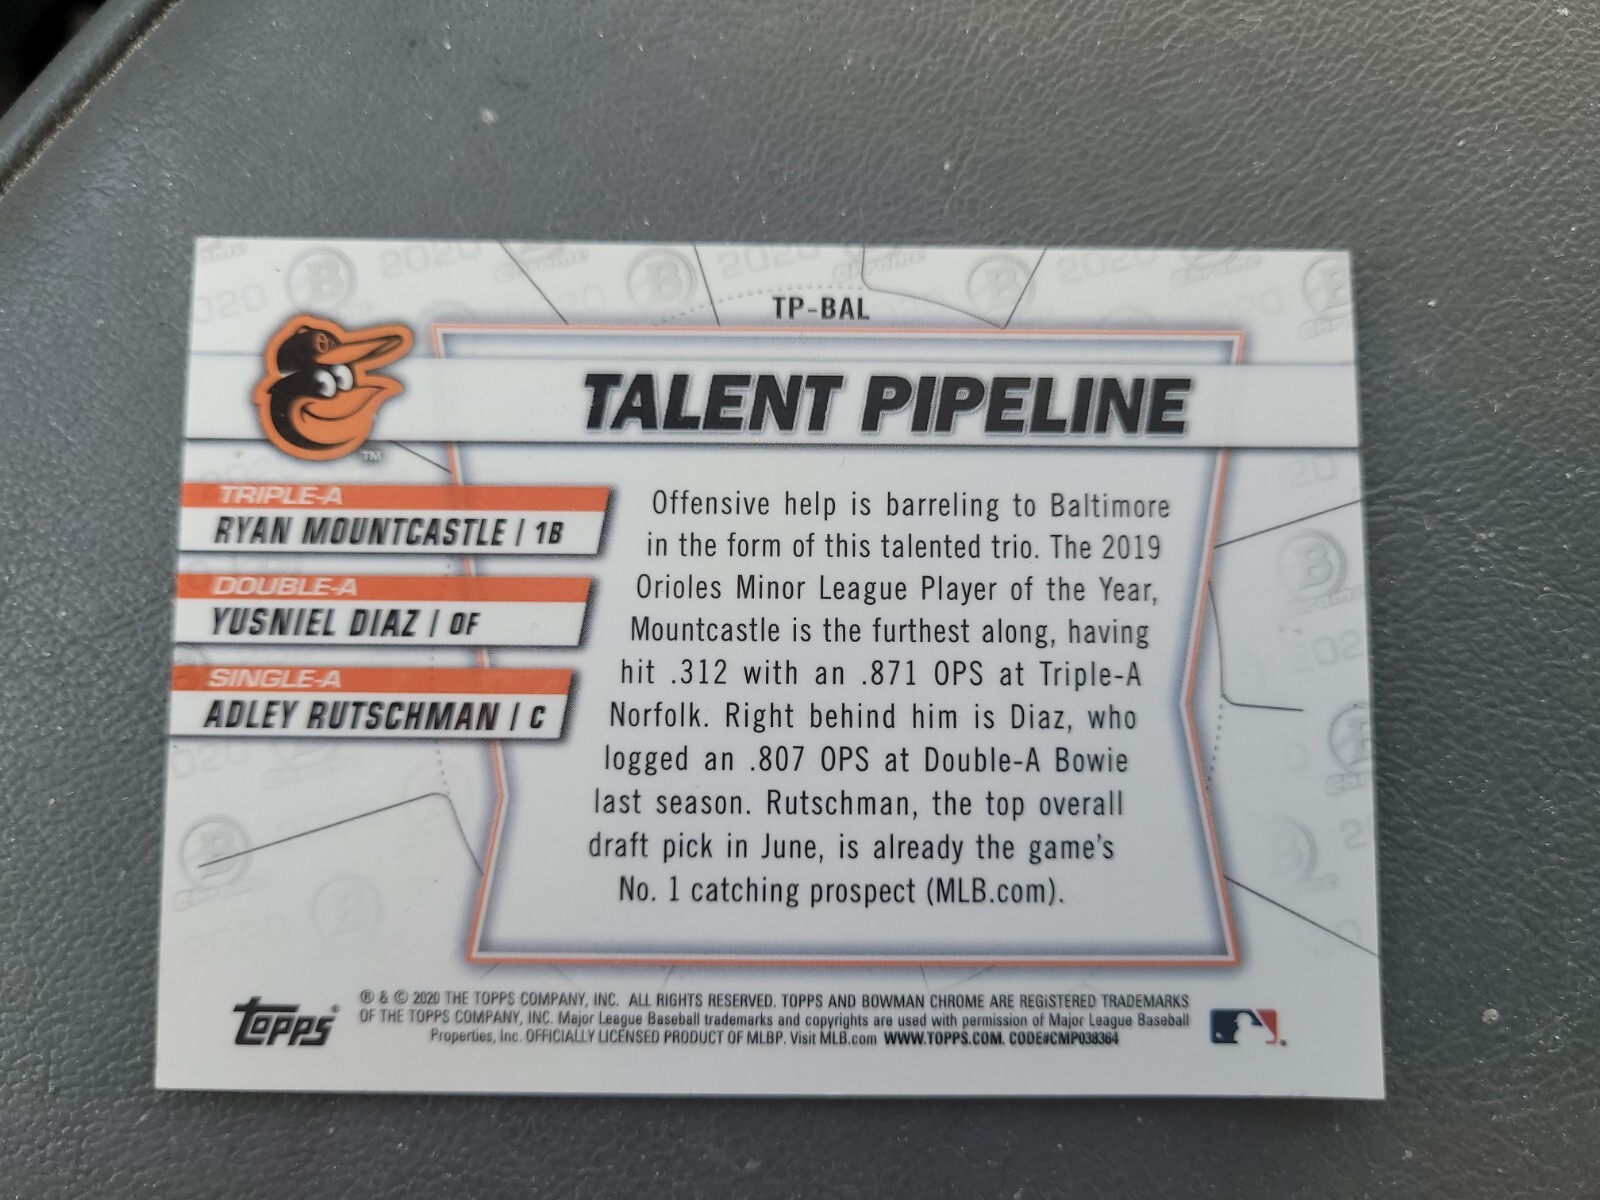 TP-BAL
TALENT PIPELINE
TM
TRIPLE-A
RYAN MOUNTCASTLE | 1B
DOUBLE-A
YUSNIEL DIAZ | OF
SINGLE-A
ADLEY RUTSCHMAN | C
Offensive help is barreling to Baltimore
in the form of this talented trio. The 2019
Orioles Minor League Player of the Year,
Mountcastle is the furthest along, having
hit .312 with an .871 OPS at Triple-A
Norfolk. Right behind him is Diaz, who
logged an .807 OPS at Double-A Bowie
last season. Rutschman, the top overall
draft pick in June, is already the game's
No. 1 catching prospect (MLB.com).
Topps®
® & © 2020 THE TOPPS COMPANY, INC. ALL RIGHTS RESERVED. TOPPS AND BOWMAN CHROME ARE REGISTERED TRADEMARKS
OF THE TOPPS COMPANY, INC. Major League Baseball trademarks and copyrights are used with permission of Major League Baseball
Properties, Inc. OFFICIALLY LICENSED PRODUCT OF MLBP. Visit MLB.com WWW.TOPPS.COM. CODE#CMP038364